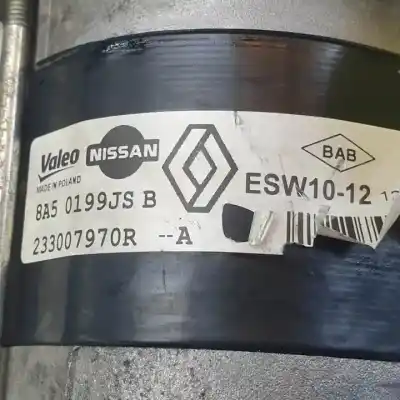 Valeo NISSAN BAB
MADE IN POLAND ESW10-12
8A5 0199JS B
233007970R --A